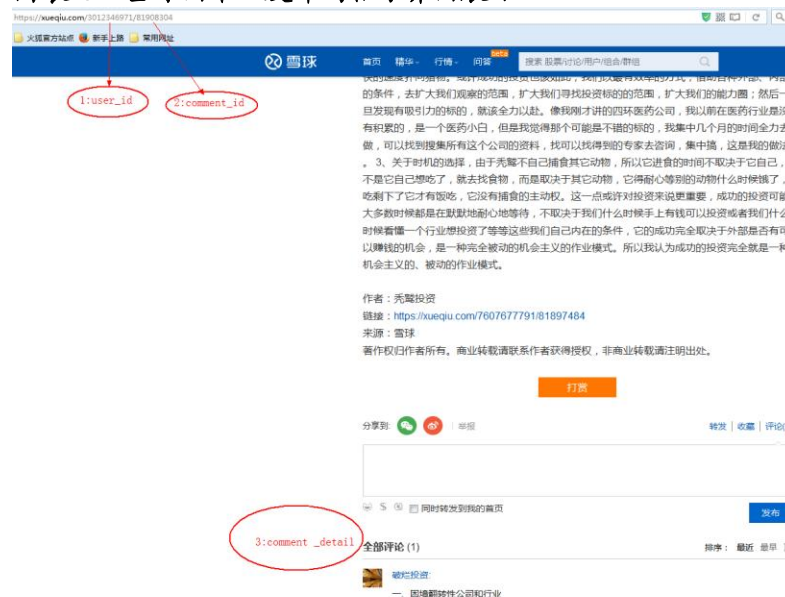 https://xueqiu.com/3012346971/81908304
火狐官方站点 新手上路 常用网址
雪球 首页 精华 行情 问答 beta 搜索 股票/讨论/用户/组合/群组
1:user_id
2:comment_id
的条件，去扩大我们观察的范围，扩大我们寻找投资标的的范围，扩大我们的能力圈；然后一
旦发现有吸引力的标的，就该全力以赴。像我刚才讲的四环医药公司，我以前在医药行业是没
有积累的，是一个医药小白，但是我觉得那个可能是不错的标的，我集中几个月的时间全力去
做，可以找到搜集所有这个公司的资料，找可以找得到的专家去咨询，集中搞，这是我的做法
。3、关于时机的选择，由于秃鹫不自己捕食其它动物，所以它进食的时间不取决于它自己，
不是它自己想吃了，就去找食物，而是取决于其它动物，它得耐心等别的动物什么时候饿了，
吃剩下了它才有饭吃，它没有捕食的主动权。这一点或许对投资来说更重要，成功的投资可能
大多数时候都是在默默地耐心地等待，不取决于我们什么时候手上有钱可以投资或者我们什么
时候看懂一个行业想投资了等等这些我们自己内在的条件，它的成功完全取决于外部是否有可
以赚钱的机会，是一种完全被动的机会主义的作业模式。所以我认为成功的投资完全就是一种
机会主义的、被动的作业模式。
作者：秃鹫投资
链接：https://xueqiu.com/7607677791/81897484
来源：雪球
著作权归作者所有。商业转载请联系作者获得授权，非商业转载请注明出处。
打赏
分享到: 举报 转发 收藏 评论(
同时转发到我的首页 发布
3:comment _detail
全部评论 (1) 排序： 最近 最早
破烂投资:
一、困境翻转性公司和行业